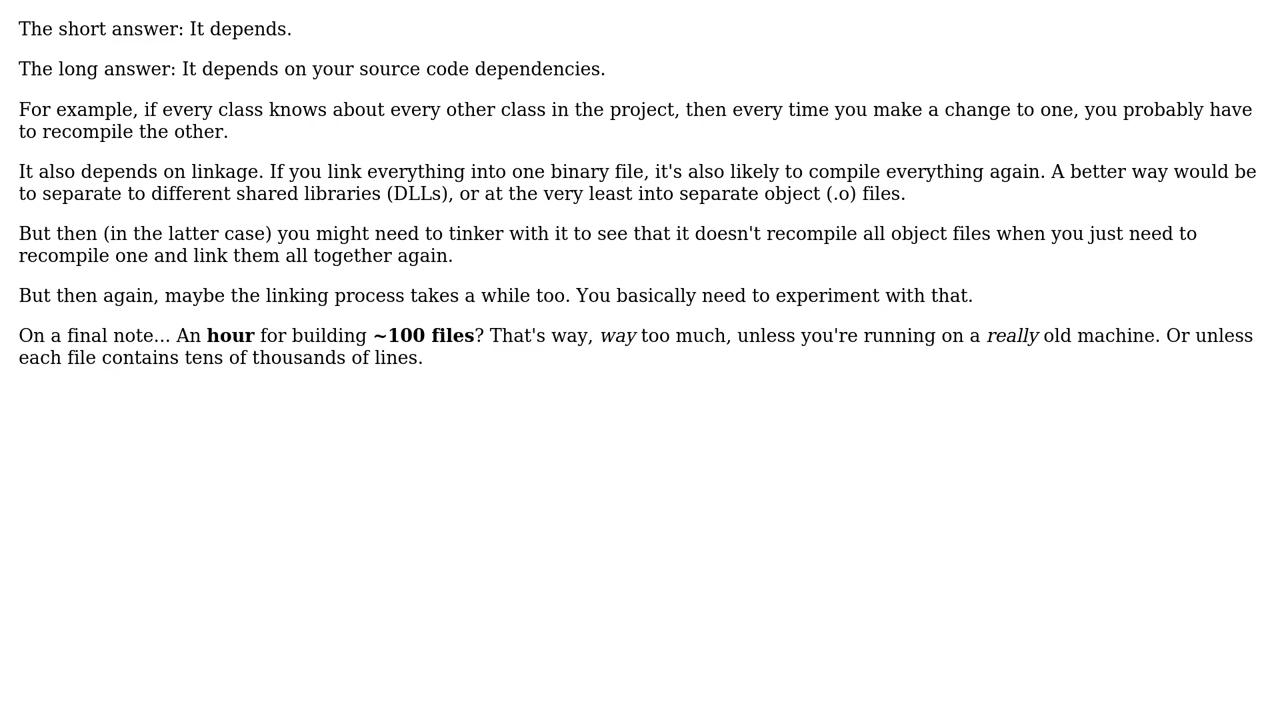 The short answer: It depends.
The long answer: It depends on your source code dependencies.
For example, if every class knows about every other class in the project, then every time you make a change to one, you probably have
to recompile the other.
It also depends on linkage. If you link everything into one binary file, it's also likely to compile everything again. A better way would be
to separate to different shared libraries (DLLs), or at the very least into separate object (.o) files.
But then (in the latter case) you might need to tinker with it to see that it doesn't recompile all object files when you just need to
recompile one and link them all together again.
But then again, maybe the linking process takes a while too. You basically need to experiment with that.
On a final note... An hour for building ~100 files? That's way, way too much, unless you're running on a really old machine. Or unless
each file contains tens of thousands of lines.